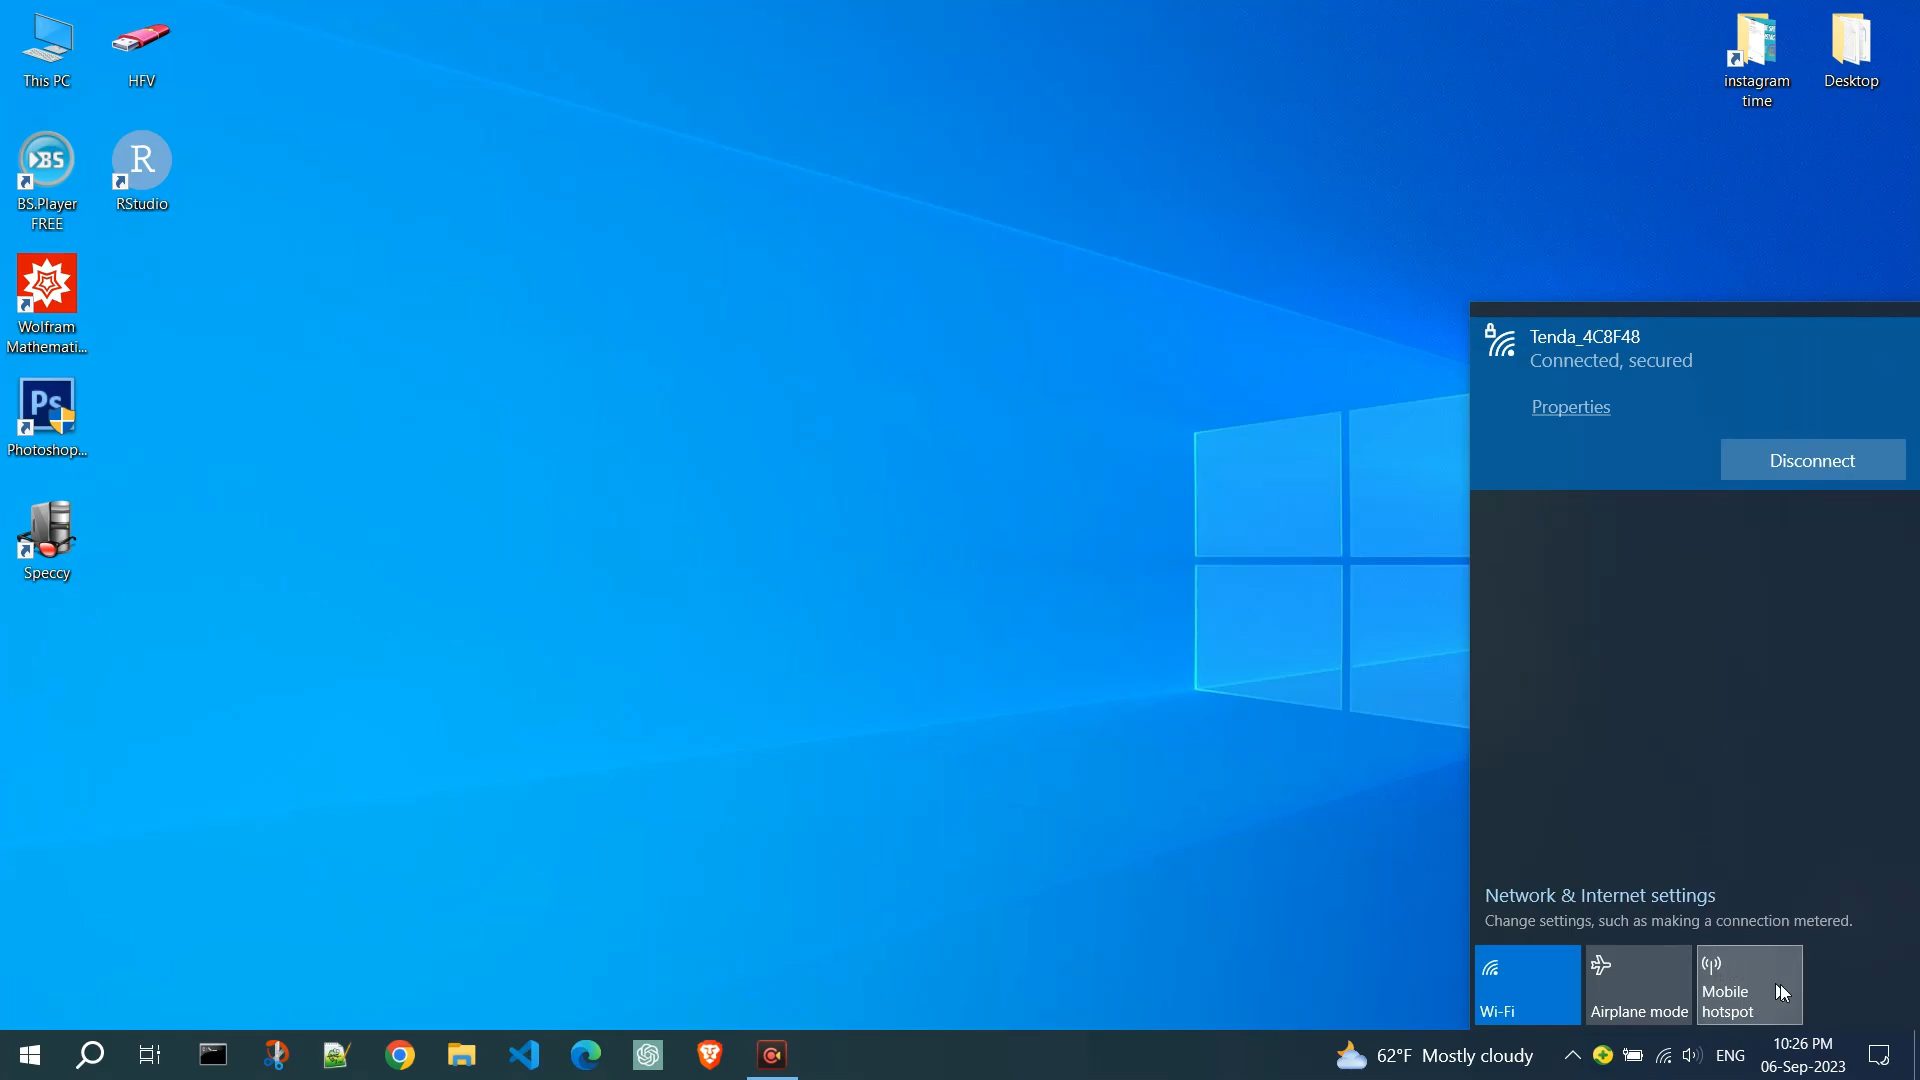 This PC
HFV
BS
BS.Player
FREE
R
RStudio
Wolfram
Mathemati...
Ps
Photoshop...
Speccy
instagram
time
Desktop
Tenda_4C8F48
Connected, secured
Properties
Disconnect
Network & Internet settings
Change settings, such as making a connection metered.
Wi-Fi
Airplane mode
Mobile
hotspot
62°F Mostly cloudy
ENG
10:26 PM
06-Sep-2023